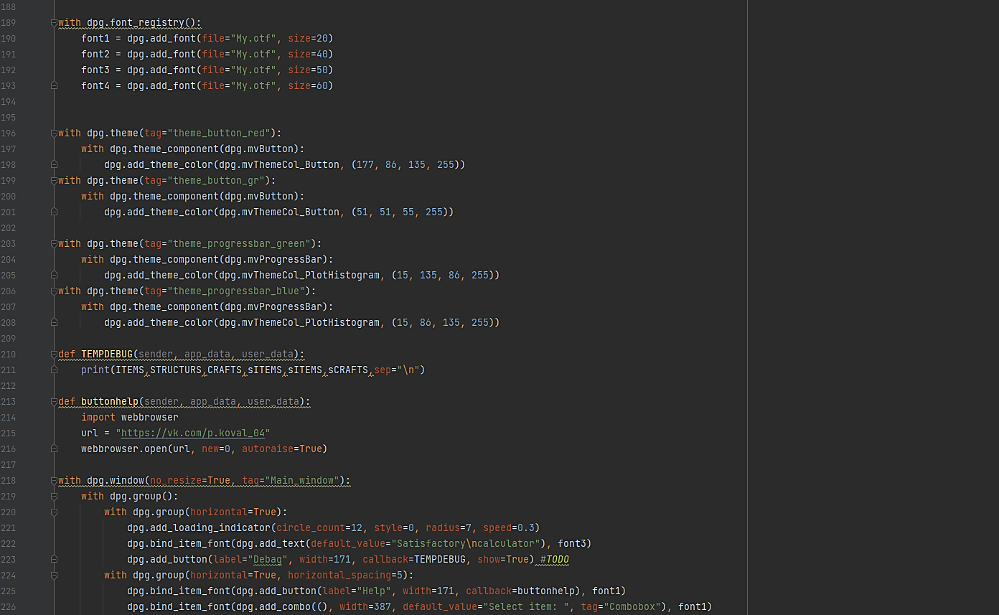 188
189 with dpg.font_registry():
190 font1 = dpg.add_font(file="My.otf", size=20)
191 font2 = dpg.add_font(file="My.otf", size=40)
192 font3 = dpg.add_font(file="My.otf", size=50)
193 font4 = dpg.add_font(file="My.otf", size=60)
194
195
196 with dpg.theme(tag="theme_button_red"):
197 with dpg.theme_component(dpg.mvButton):
198 dpg.add_theme_color(dpg.mvThemeCol_Button, (177, 86, 135, 255))
199 with dpg.theme(tag="theme_button_gr"):
200 with dpg.theme_component(dpg.mvButton):
201 dpg.add_theme_color(dpg.mvThemeCol_Button, (51, 51, 55, 255))
202
203 with dpg.theme(tag="theme_progressbar_green"):
204 with dpg.theme_component(dpg.mvProgressBar):
205 dpg.add_theme_color(dpg.mvThemeCol_PlotHistogram, (15, 135, 86, 255))
206 with dpg.theme(tag="theme_progressbar_blue"):
207 with dpg.theme_component(dpg.mvProgressBar):
208 dpg.add_theme_color(dpg.mvThemeCol_PlotHistogram, (15, 86, 135, 255))
209
210 def TEMPDEBUG(sender, app_data, user_data):
211 print(ITEMS,STRUCTURS,CRAFTS,sITEMS,sITEMS,sCRAFTS,sep="\n")
212
213 def buttonhelp(sender, app_data, user_data):
214 import webbrowser
215 url = "https://vk.com/p.koval_04"
216 webbrowser.open(url, new=0, autoraise=True)
217
218 with dpg.window(no_resize=True, tag="Main_window"):
219 with dpg.group():
220 with dpg.group(horizontal=True):
221 dpg.add_loading_indicator(circle_count=12, style=0, radius=7, speed=0.3)
222 dpg.bind_item_font(dpg.add_text(default_value="Satisfactory\ncalculator"), font3)
223 dpg.add_button(label="Debag", width=171, callback=TEMPDEBUG, show=True) #TODO
224 with dpg.group(horizontal=True, horizontal_spacing=5):
225 dpg.bind_item_font(dpg.add_button(label="Help", width=171, callback=buttonhelp), font1)
226 dpg.bind_item_font(dpg.add_combo((), width=387, default_value="Select item: ", tag="Combobox"), font1)